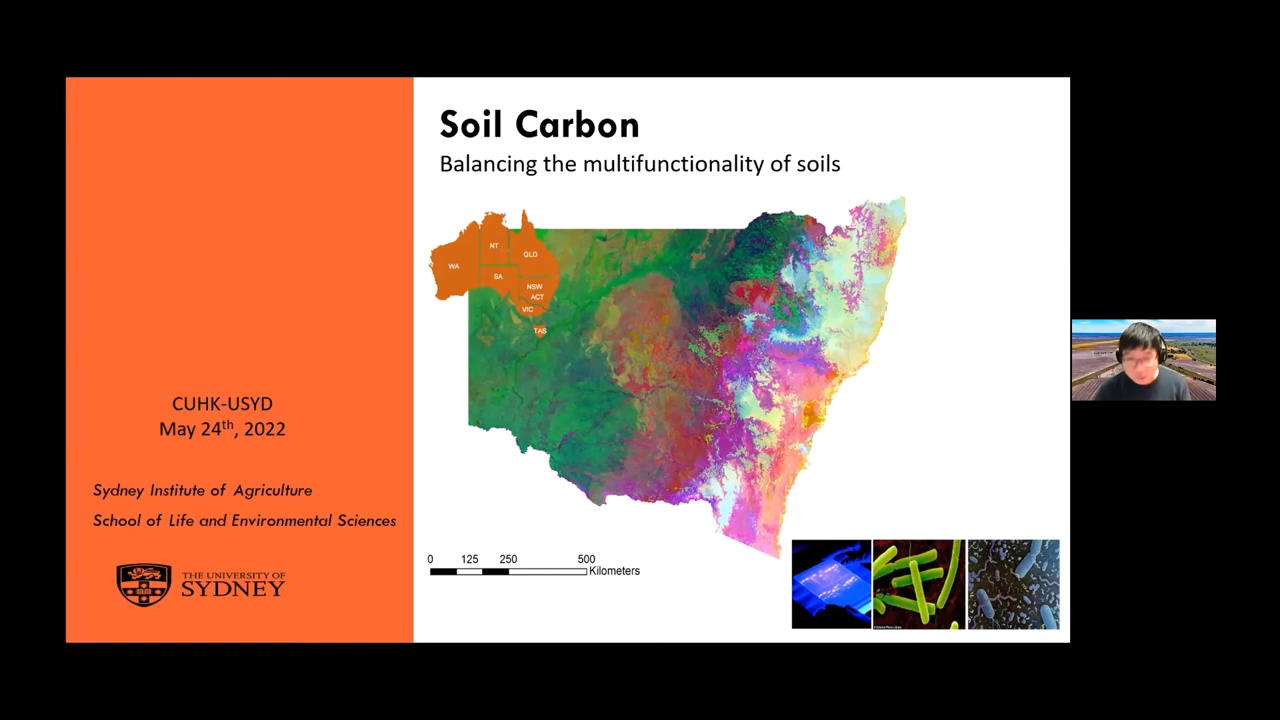 Soil Carbon
Balancing the multifunctionality of soils
WA
NT
QLD
SA
NSW
ACT
VIC
TAS
CUHK-USYD
May 24th, 2022
Sydney Institute of Agriculture
School of Life and Environmental Sciences
THE UNIVERSITY OF
SYDNEY
0 125 250 500
Kilometers